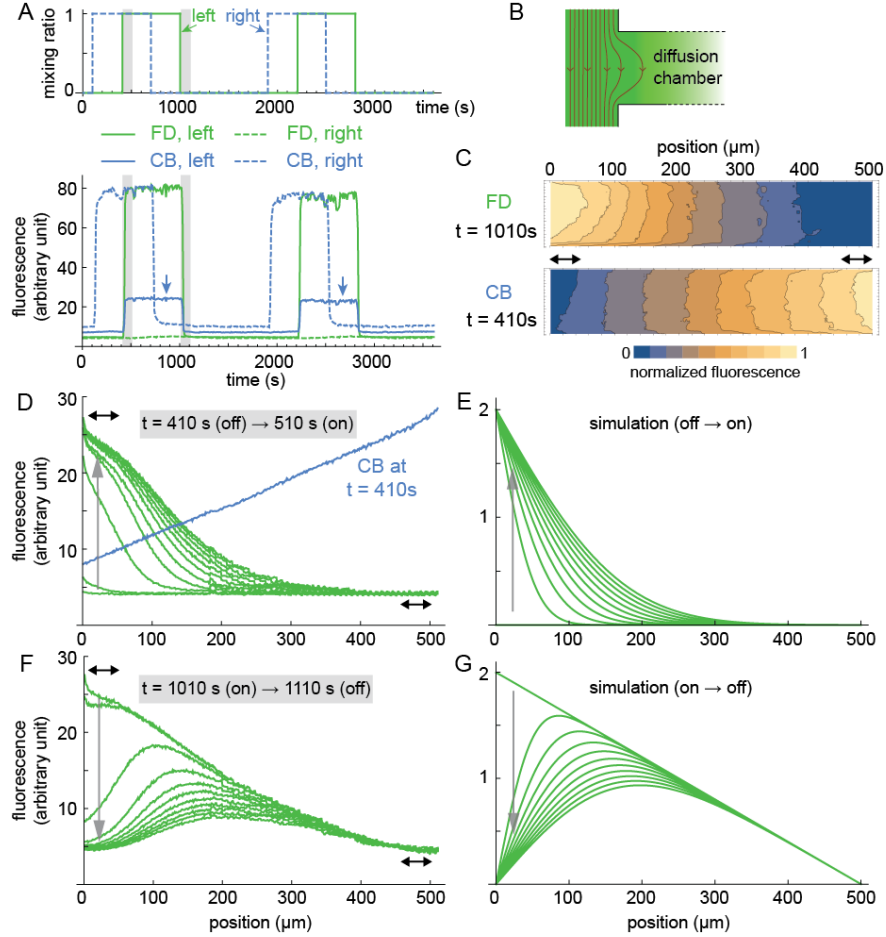 A
left
right
mixing ratio
1
0
0
1000
2000
3000
time (s)
FD, left
FD, right
CB, left
CB, right
fluorescence
(arbitrary unit)
80
60
40
20
0
1000
2000
3000
time (s)
B
diffusion
chamber
C
position (µm)
0
100
200
300
400
500
FD
t = 1010s
CB
t = 410s
0
1
normalized fluorescence
D
30
20
10
fluorescence
(arbitrary unit)
t = 410 s (off) → 510 s (on)
CB at
t = 410s
0
100
200
300
400
500
E
2
1
simulation (off → on)
0
100
200
300
400
500
F
30
20
10
fluorescence
(arbitrary unit)
t = 1010 s (on) → 1110 s (off)
0
100
200
300
400
500
position (µm)
G
2
1
0
simulation (on → off)
0
100
200
300
400
500
position (µm)